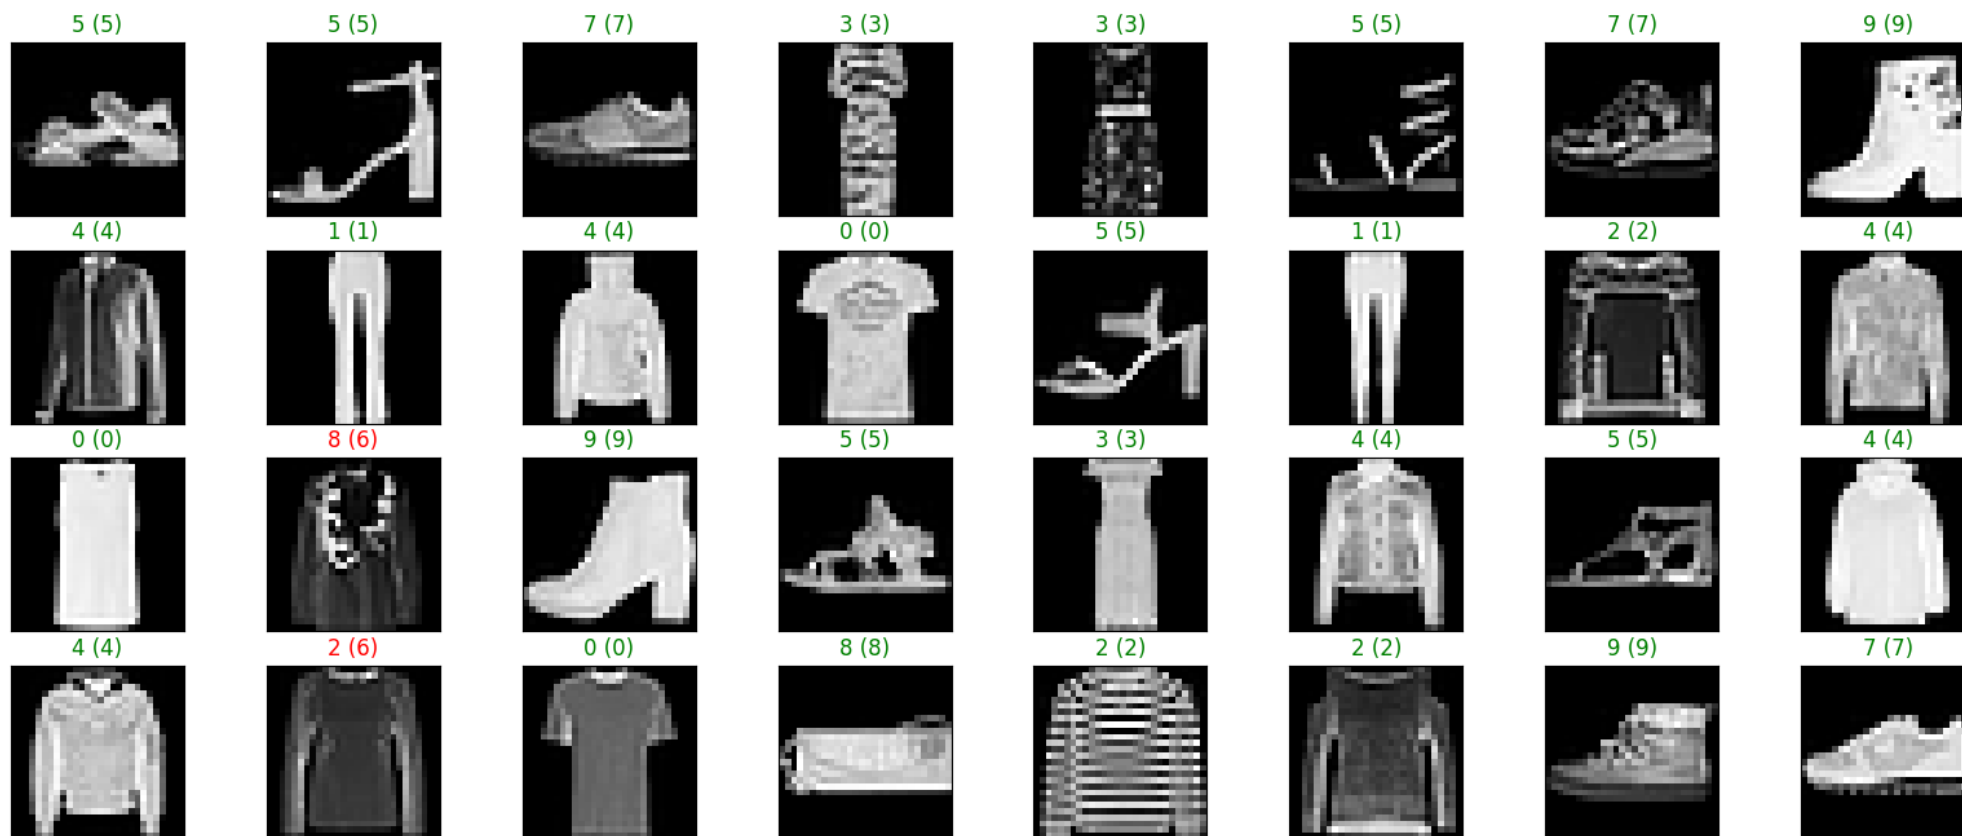 5 (5) 5 (5) 7 (7) 3 (3) 3 (3) 5 (5) 7 (7) 9 (9)
4 (4) 1 (1) 4 (4) 0 (0) 5 (5) 1 (1) 2 (2) 4 (4)
0 (0) 8 (6) 9 (9) 5 (5) 3 (3) 4 (4) 5 (5) 4 (4)
4 (4) 2 (6) 0 (0) 8 (8) 2 (2) 2 (2) 9 (9) 7 (7)